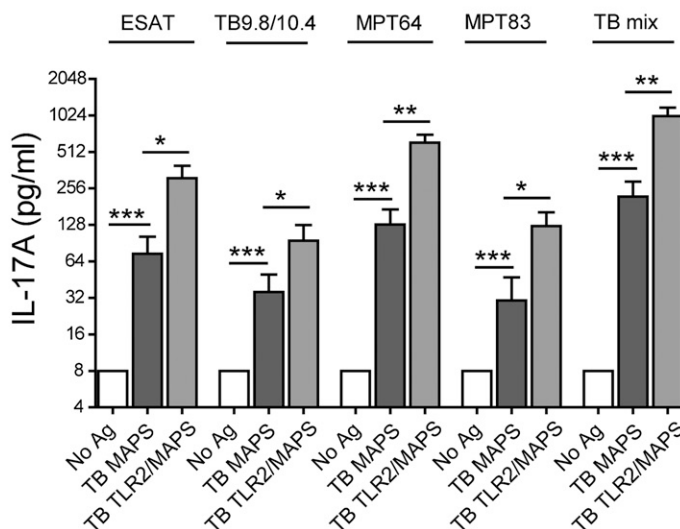 ESAT TB9.8/10.4 MPT64 MPT83 TB mix
IL-17A (pg/ml)
2048
1024
512
256
128
64
32
16
8
4
*** * *** * *** ** *** * *** **
No Ag TB MAPS TB TLR2/MAPS No Ag TB MAPS TB TLR2/MAPS No Ag TB MAPS TB TLR2/MAPS No Ag TB MAPS TB TLR2/MAPS No Ag TB MAPS TB TLR2/MAPS